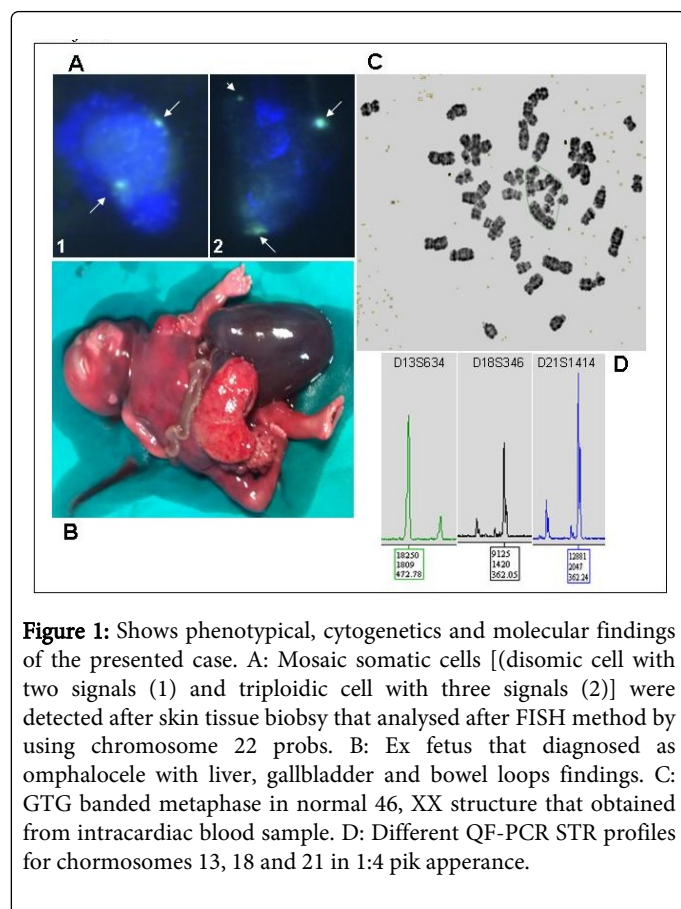 A
C
1
2
B
D13S634
D18S346
D21S1414
D
18250
1809
472.78
9125
1420
362.05
12881
2047
362.24
Figure 1: Shows phenotypical, cytogenetics and molecular findings
of the presented case. A: Mosaic somatic cells [(disomic cell with
two signals (1) and triploidic cell with three signals (2)] were
detected after skin tissue biobsy that analysed after FISH method by
using chromosome 22 probs. B: Ex fetus that diagnosed as
omphalocele with liver, gallbladder and bowel loops findings. C:
GTG banded metaphase in normal 46, XX structure that obtained
from intracardiac blood sample. D: Different QF-PCR STR profiles
for chormosomes 13, 18 and 21 in 1:4 pik apperance.